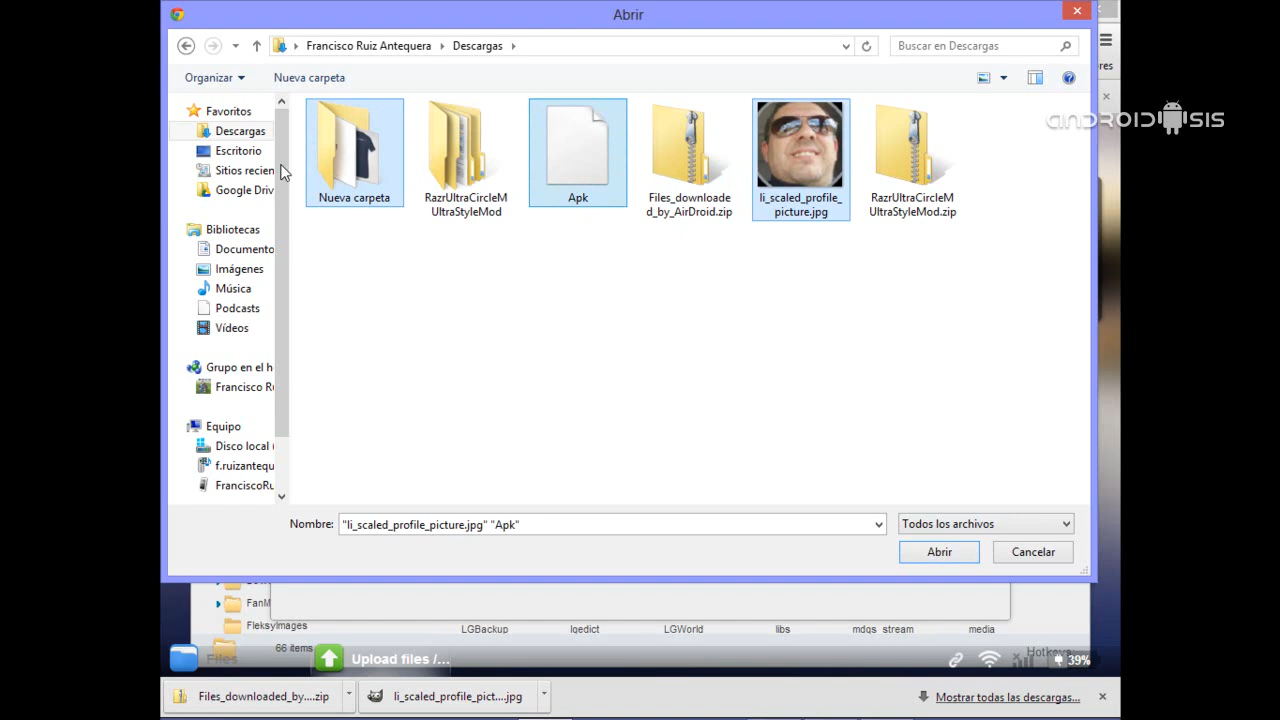 Abrir
Francisco Ruiz Antequera
Descargas
Buscar en Descargas
Organizar
Nueva carpeta
res
ANDROIDSIS
Favoritos
Descargas
Escritorio
Sitios recien
Google Driv
Bibliotecas
Documento
Imágenes
Música
Podcasts
Vídeos
Grupo en el h
Francisco Ru
Equipo
Disco local (
f.ruizantequ
FranciscoRu
Nueva carpeta
RazrUltraCircleM
UltraStyleMod
Apk
Files_downloade
d_by_AirDroid.zip
li_scaled_profile_
picture.jpg
RazrUltraCircleM
UltraStyleMod.zip
Nombre:
"li_scaled_profile_picture.jpg" "Apk"
Todos los archivos
Abrir
Cancelar
FanM
FleksyImages
66 items
LGBackup
lgedict
LGWorld
libs
mdqs_stream
media
Files
Upload files /...
Hotkeys
39%
Files_downloaded_by....zip
li_scaled_profile_pict....jpg
Mostrar todas las descargas...